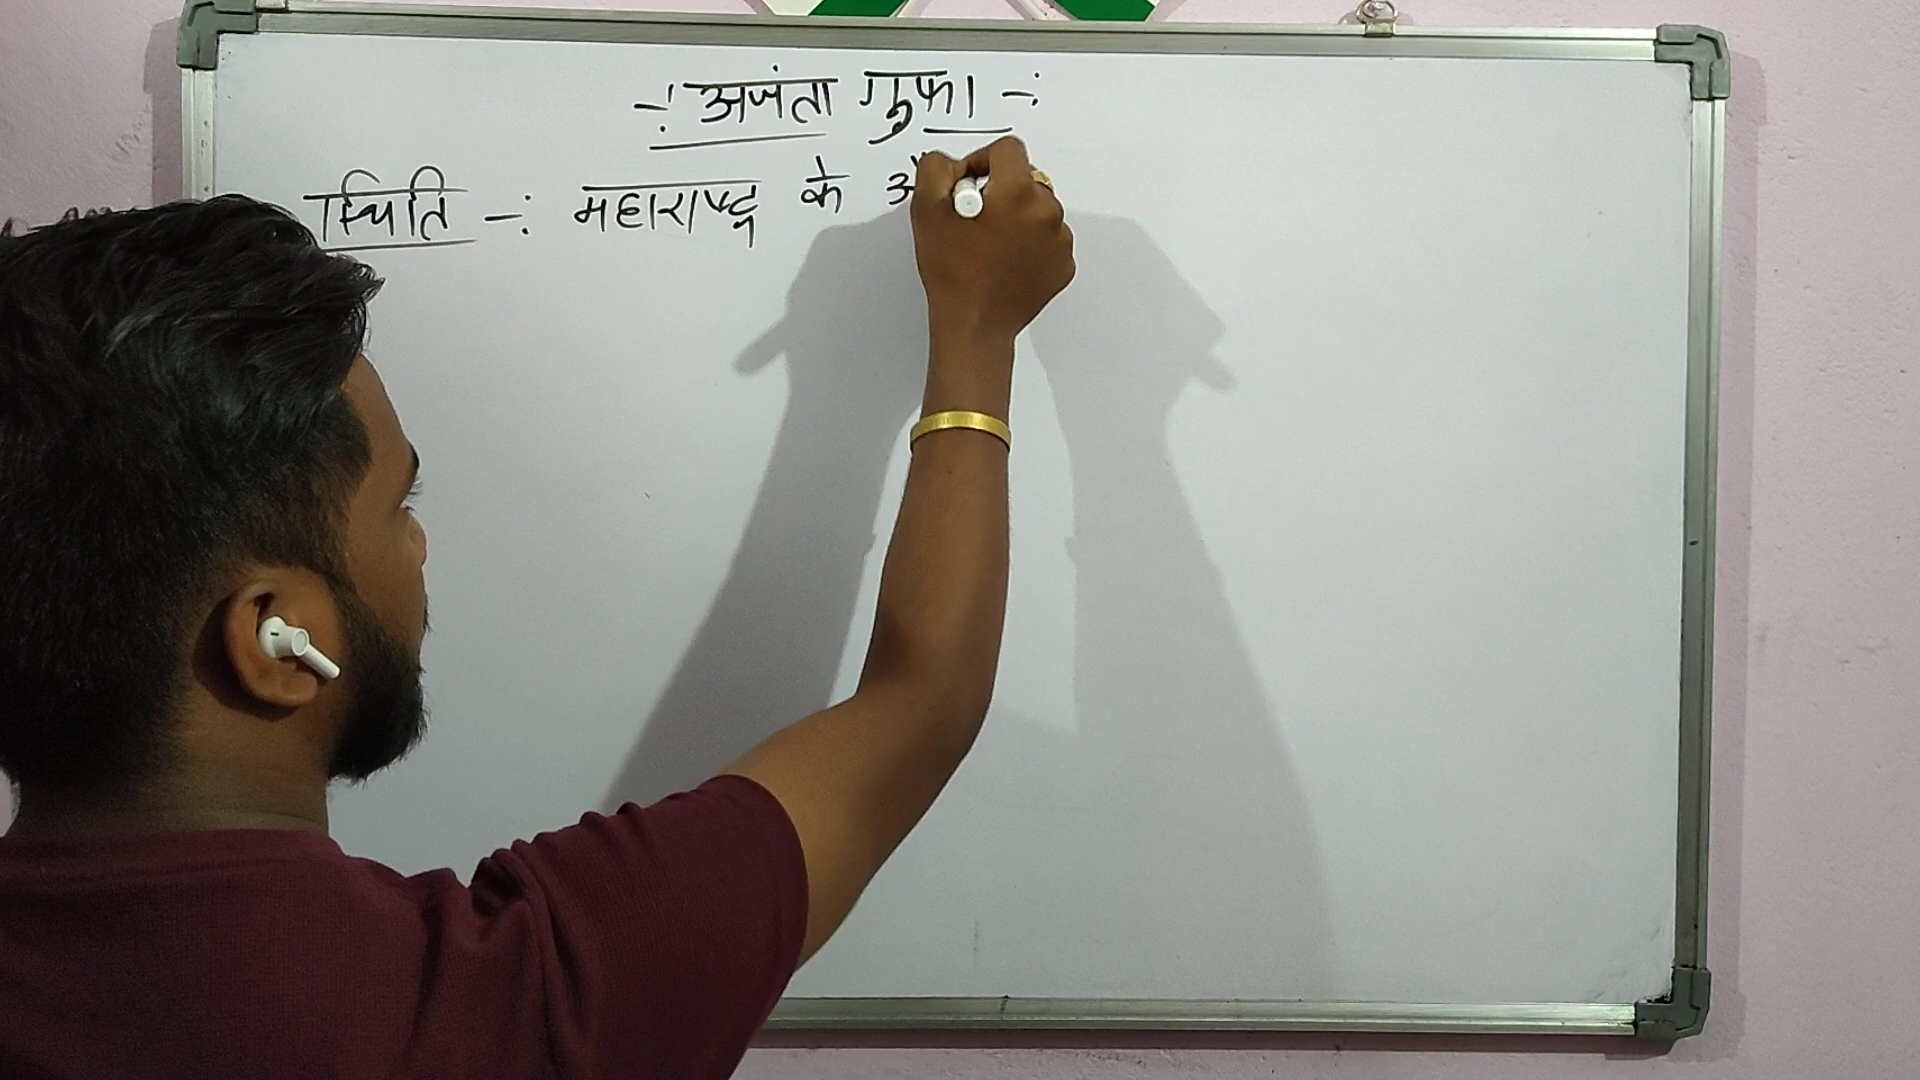 -: अजंता गुफा -:
स्थिति -: महाराष्ट्र के